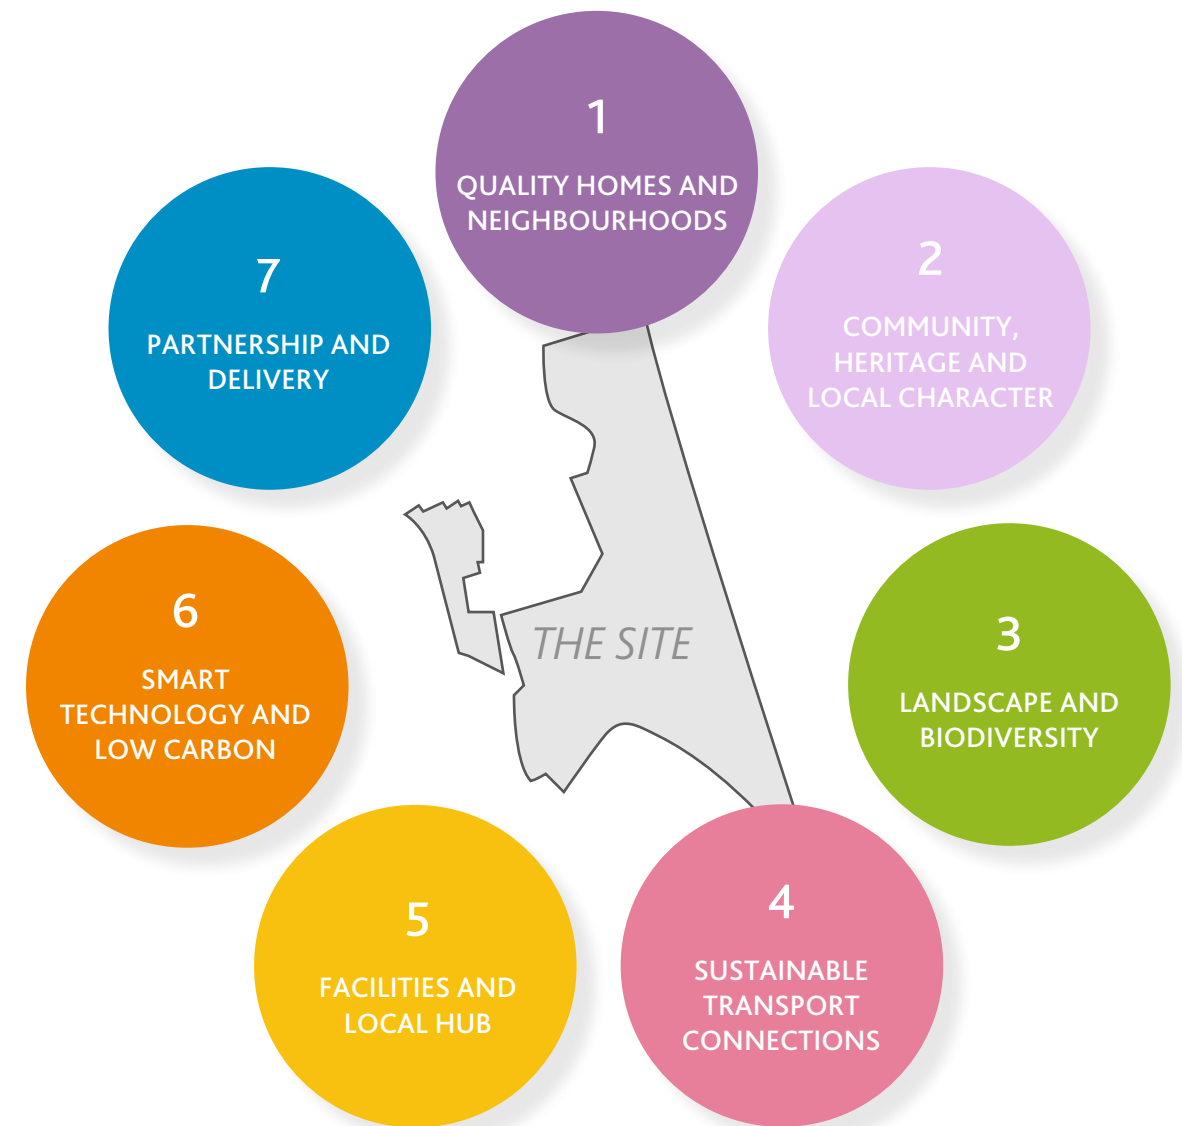 1
QUALITY HOMES AND
NEIGHBOURHOODS
2
COMMUNITY,
HERITAGE AND
LOCAL CHARACTER
3
LANDSCAPE AND
BIODIVERSITY
4
SUSTAINABLE
TRANSPORT
CONNECTIONS
5
FACILITIES AND
LOCAL HUB
6
SMART
TECHNOLOGY AND
LOW CARBON
7
PARTNERSHIP AND
DELIVERY
THE SITE